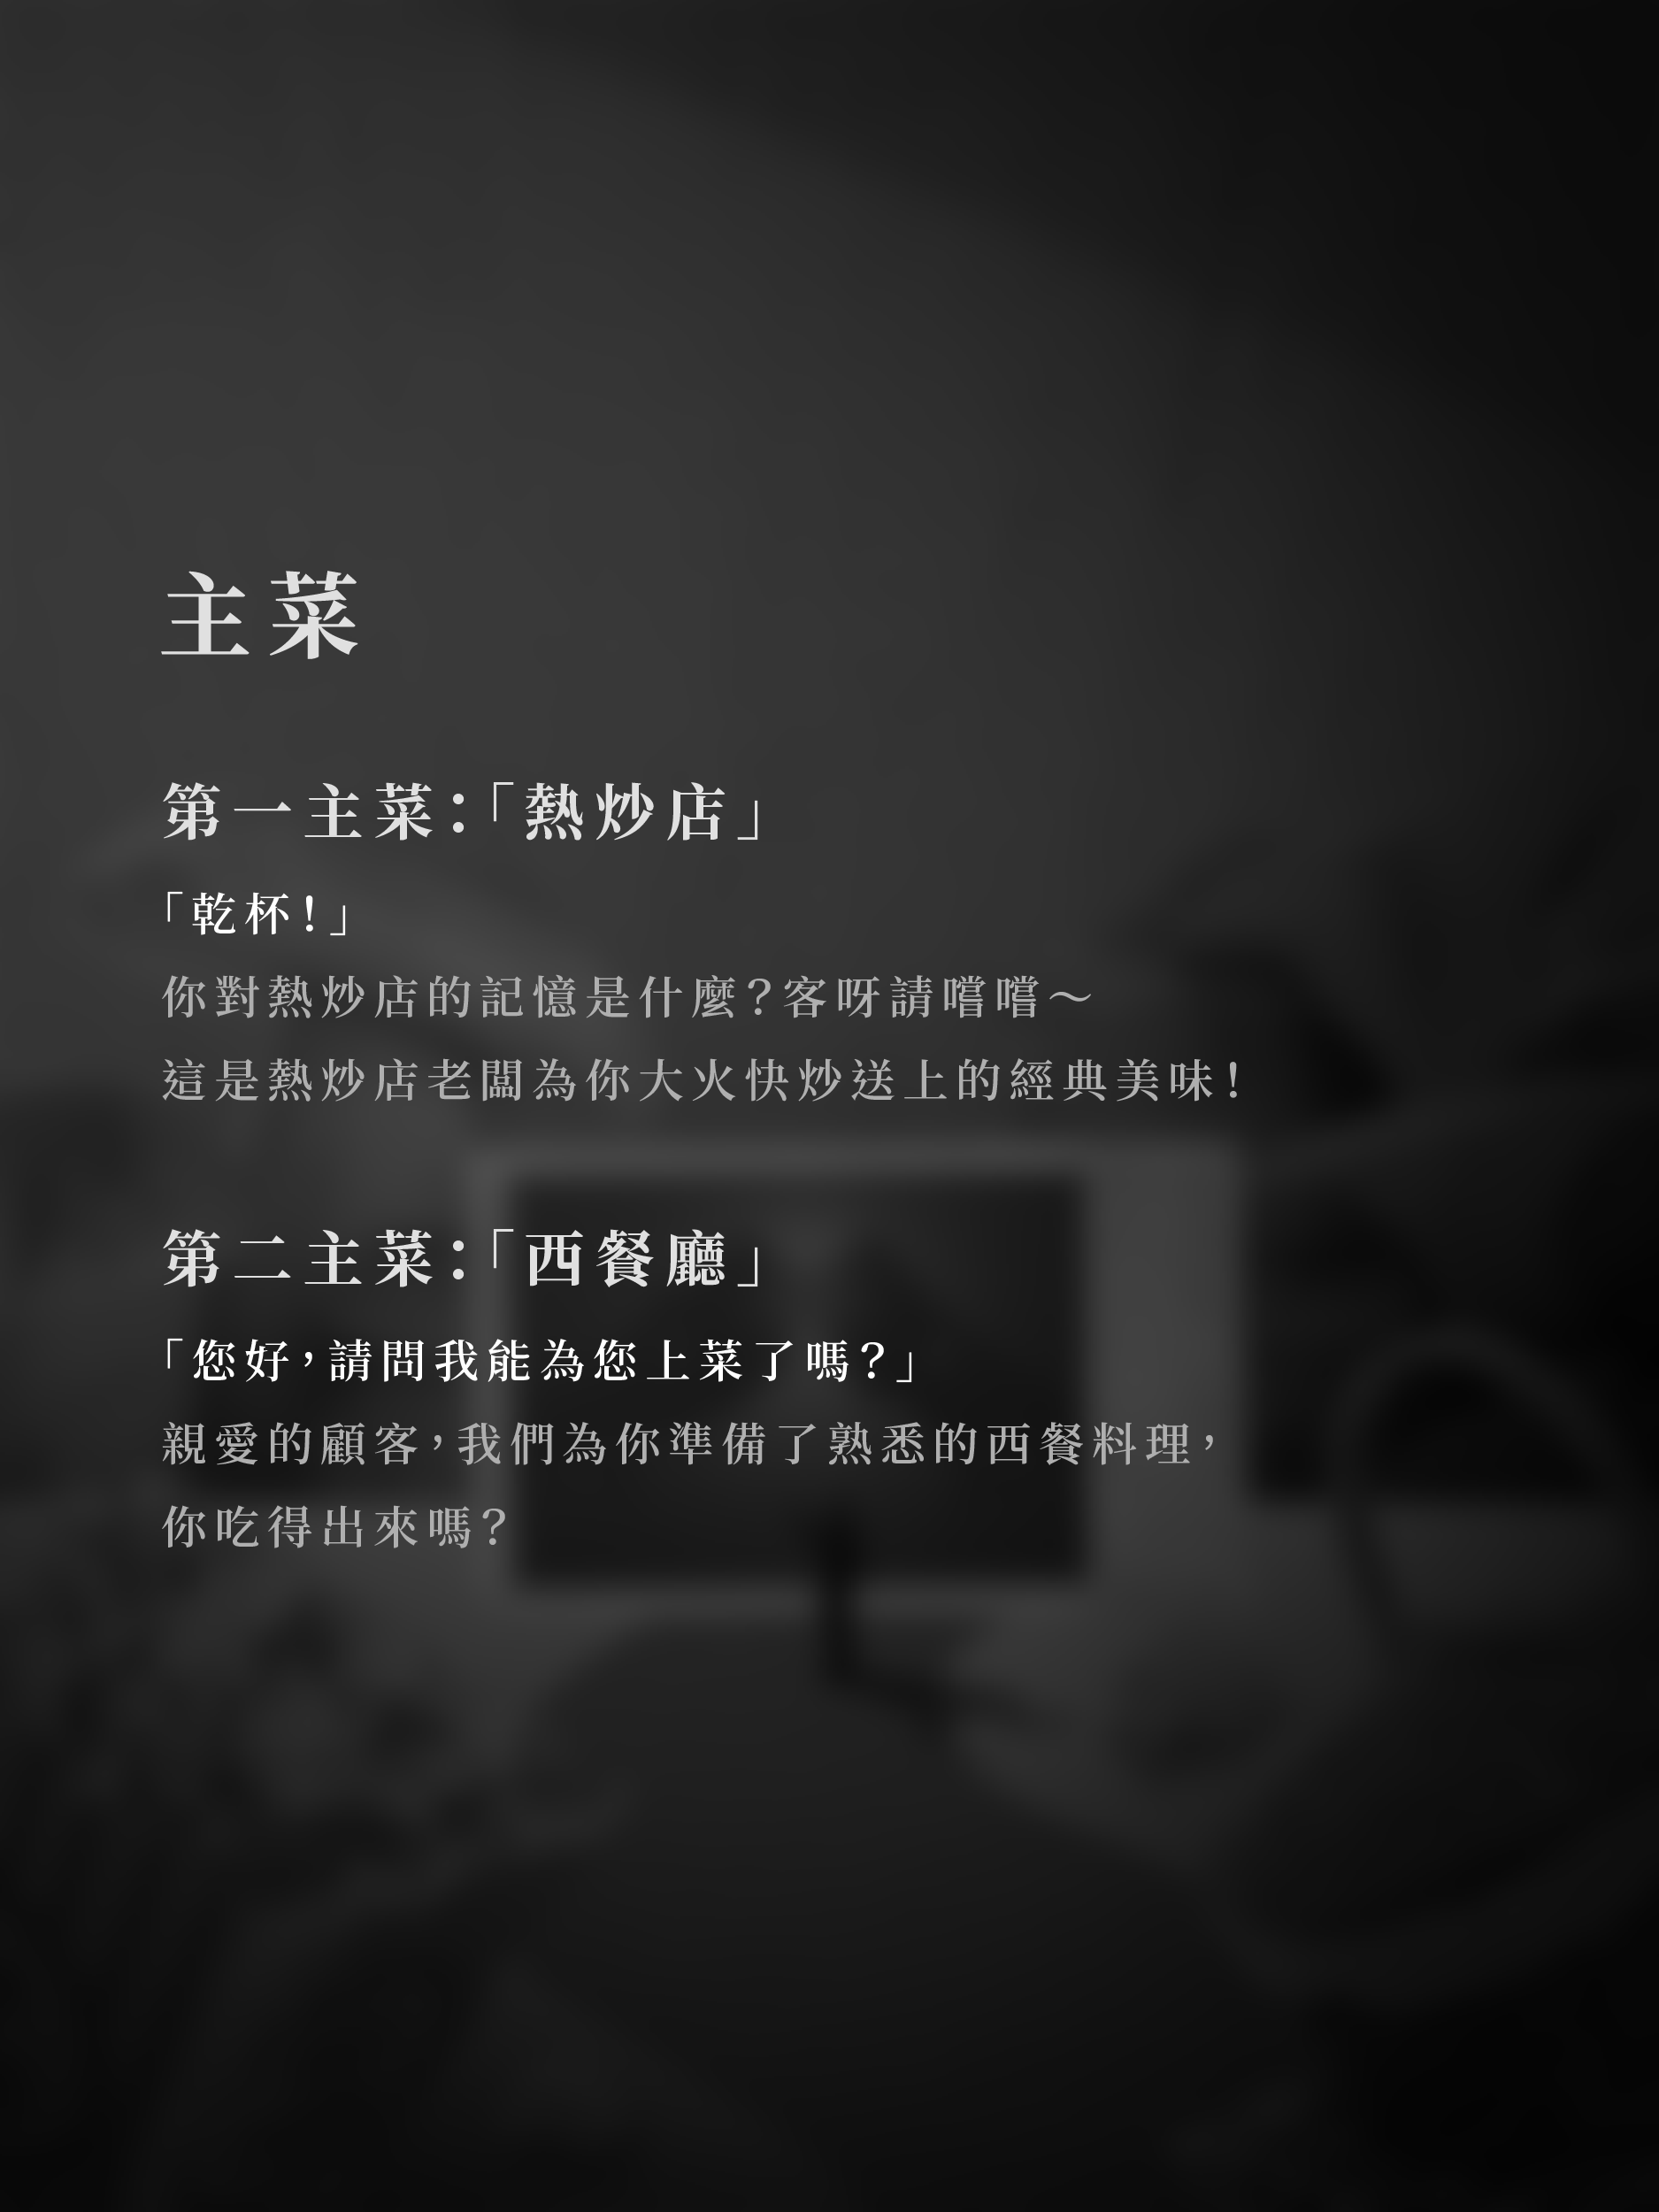 主菜
第一主菜：「熱炒店」
「乾杯！」
你對熱炒店的記憶是什麼？客呀請嚐嚐～
這是熱炒店老闆為你大火快炒送上的經典美味！
第二主菜：「西餐廳」
「您好，請問我能為您上菜了嗎？」
親愛的顧客，我們為你準備了熟悉的西餐料理，
你吃得出來嗎？